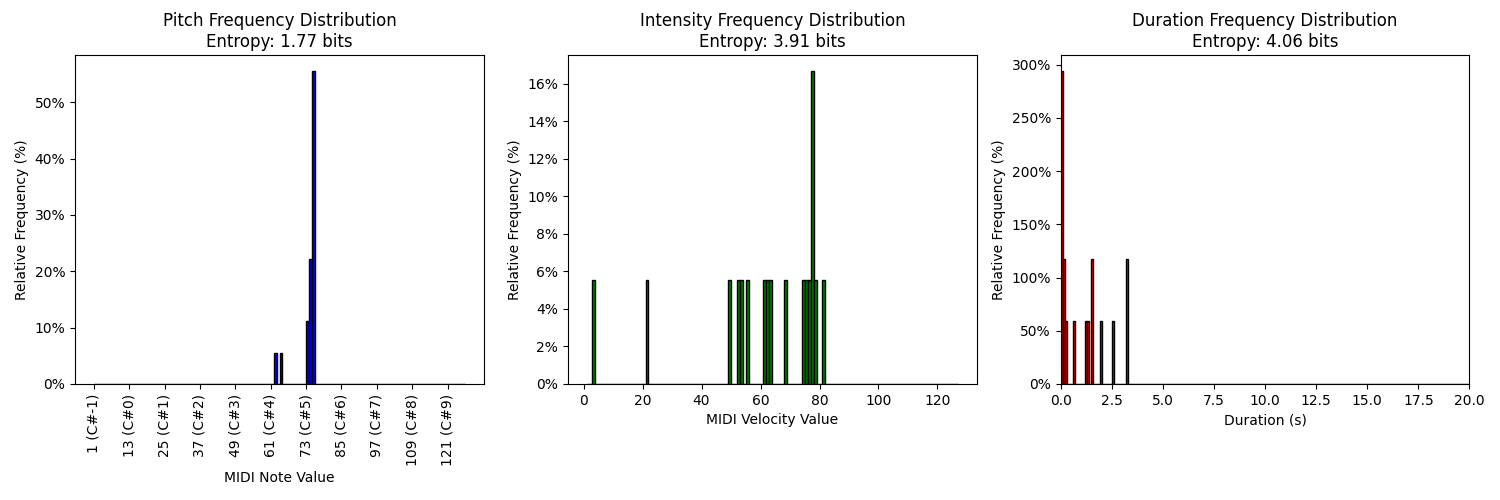 Pitch Frequency Distribution
Entropy: 1.77 bits
Relative Frequency (%)
50%
40%
30%
20%
10%
0%
1 (C#-1)
13 (C#0)
25 (C#1)
37 (C#2)
49 (C#3)
61 (C#4)
73 (C#5)
85 (C#6)
97 (C#7)
109 (C#8)
121 (C#9)
MIDI Note Value
Intensity Frequency Distribution
Entropy: 3.91 bits
Relative Frequency (%)
16%
14%
12%
10%
8%
6%
4%
2%
0%
0 20 40 60 80 100 120
MIDI Velocity Value
Duration Frequency Distribution
Entropy: 4.06 bits
Relative Frequency (%)
300%
250%
200%
150%
100%
50%
0%
0.0 2.5 5.0 7.5 10.0 12.5 15.0 17.5 20.0
Duration (s)